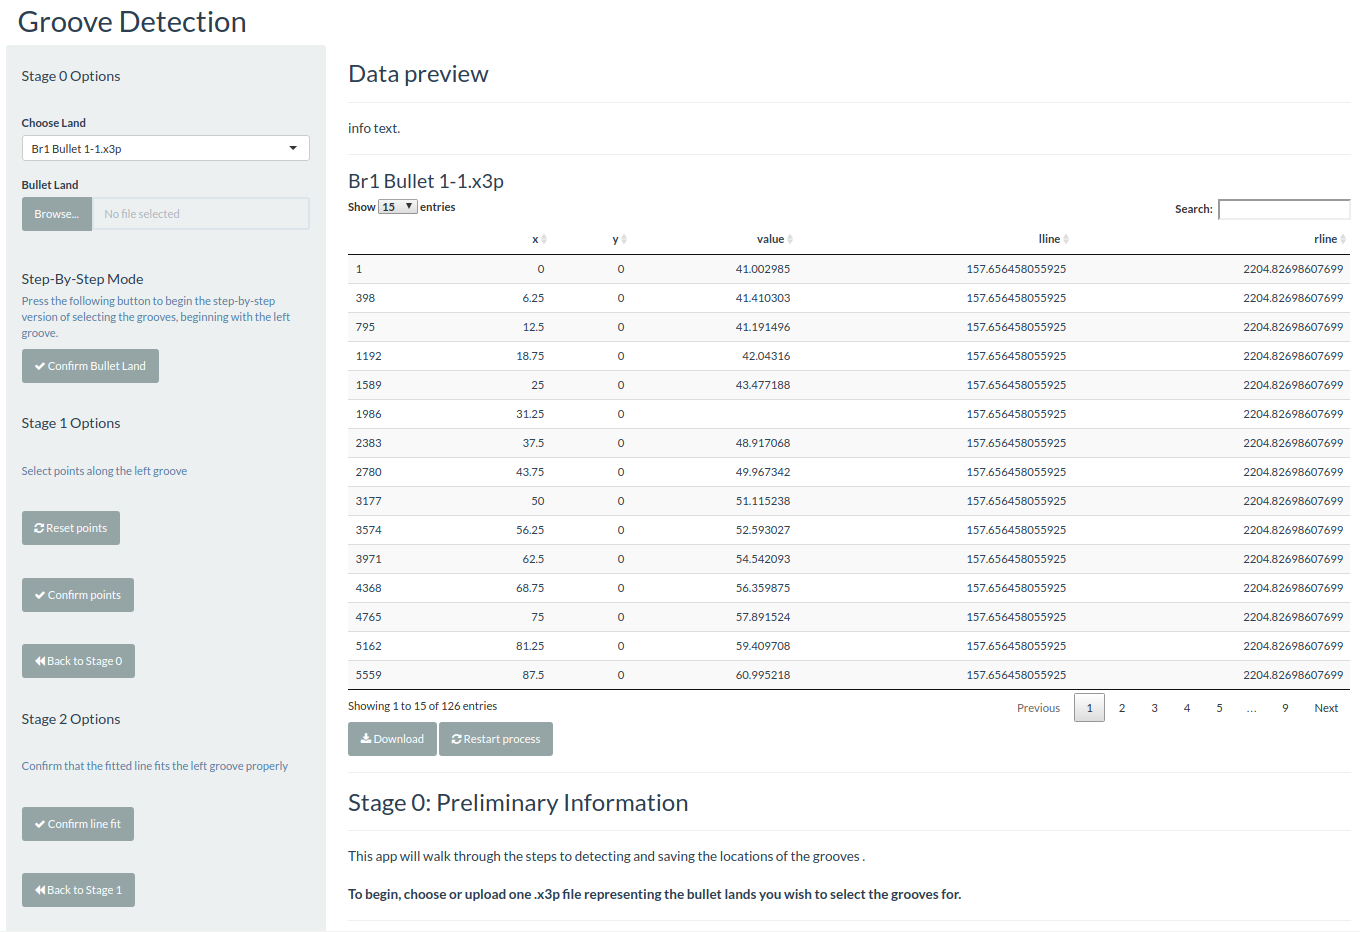 Groove Detection
Stage 0 Options
Choose Land
Br1 Bullet 1-1.x3p
Bullet Land
Browse... No file selected
Step-By-Step Mode
Press the following button to begin the step-by-step
version of selecting the grooves, beginning with the left
groove.
Confirm Bullet Land
Stage 1 Options
Select points along the left groove
Reset points
Confirm points
Back to Stage 0
Stage 2 Options
Confirm that the fitted line fits the left groove properly
Confirm line fit
Back to Stage 1
Data preview
info text.
Br1 Bullet 1-1.x3p
Show 15 entries Search:
x y value lline rline
1 0 0 41.002985 157.656458055925 2204.82698607699
398 6.25 0 41.410303 157.656458055925 2204.82698607699
795 12.5 0 41.191496 157.656458055925 2204.82698607699
1192 18.75 0 42.04316 157.656458055925 2204.82698607699
1589 25 0 43.477188 157.656458055925 2204.82698607699
1986 31.25 0 157.656458055925 2204.82698607699
2383 37.5 0 48.917068 157.656458055925 2204.82698607699
2780 43.75 0 49.967342 157.656458055925 2204.82698607699
3177 50 0 51.115238 157.656458055925 2204.82698607699
3574 56.25 0 52.593027 157.656458055925 2204.82698607699
3971 62.5 0 54.542093 157.656458055925 2204.82698607699
4368 68.75 0 56.359875 157.656458055925 2204.82698607699
4765 75 0 57.891524 157.656458055925 2204.82698607699
5162 81.25 0 59.409708 157.656458055925 2204.82698607699
5559 87.5 0 60.995218 157.656458055925 2204.82698607699
Showing 1 to 15 of 126 entries Previous 1 2 3 4 5 ... 9 Next
Download Restart process
Stage 0: Preliminary Information
This app will walk through the steps to detecting and saving the locations of the grooves .
To begin, choose or upload one .x3p file representing the bullet lands you wish to select the grooves for.